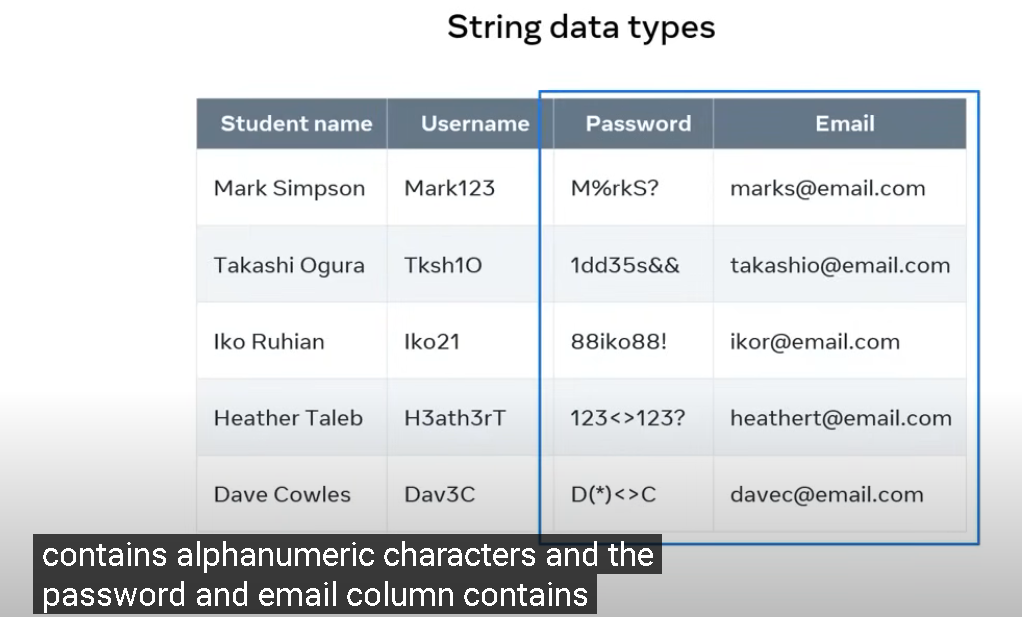 String data types
Student name Username Password Email
Mark Simpson Mark123 M%rkS? marks@email.com
Takashi Ogura Tksh1O 1dd35s&& takashio@email.com
Iko Ruhian Iko21 88iko88! ikor@email.com
Heather Taleb H3ath3rT 123<>123? heathert@email.com
Dave Cowles Dav3C D(*)<>C davec@email.com
contains alphanumeric characters and the
password and email column contains